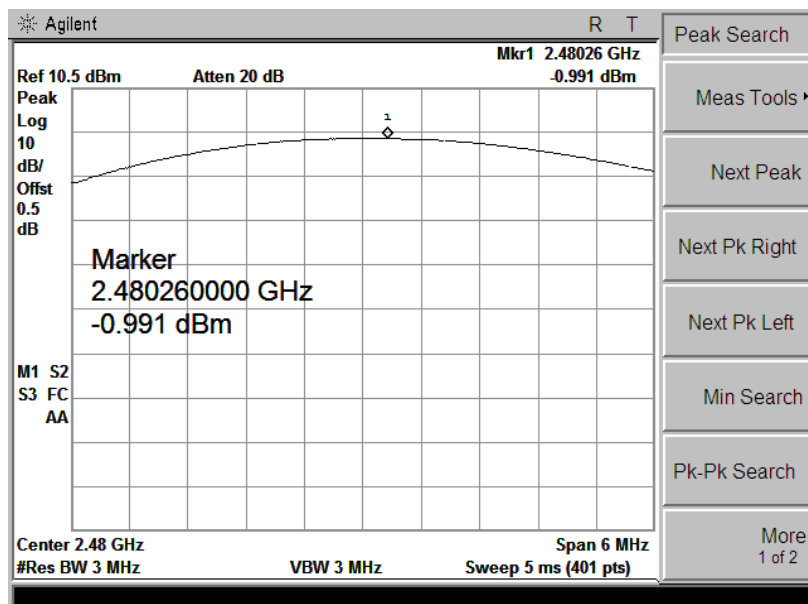 Agilent R T
Mkr1 2.48026 GHz
Ref 10.5 dBm Atten 20 dB -0.991 dBm
Peak
Log
10
dB/
Offst
0.5
dB
1
Marker
2.480260000 GHz
-0.991 dBm
M1 S2
S3 FC
AA
Center 2.48 GHz Span 6 MHz
#Res BW 3 MHz VBW 3 MHz Sweep 5 ms (401 pts)
Peak Search
Meas Tools
Next Peak
Next Pk Right
Next Pk Left
Min Search
Pk-Pk Search
More
1 of 2